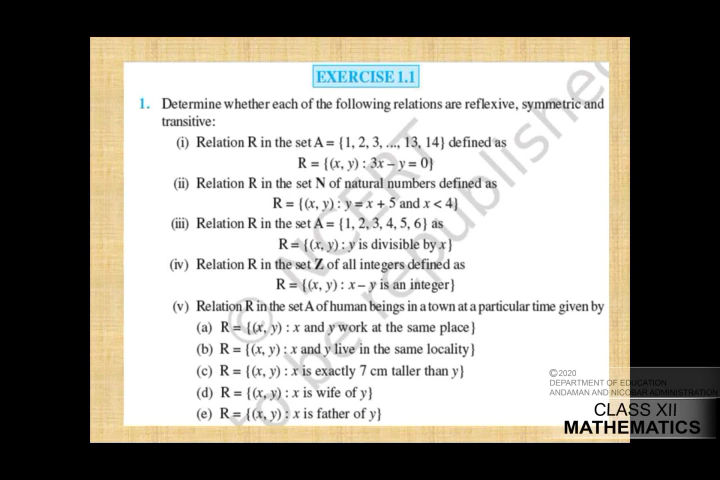 EXERCISE 1.1
1. Determine whether each of the following relations are reflexive, symmetric and
transitive:
(i) Relation R in the set A = {1, 2, 3, ..., 13, 14} defined as
R = {(x, y) : 3x – y = 0}
(ii) Relation R in the set N of natural numbers defined as
R = {(x, y) : y = x + 5 and x < 4}
(iii) Relation R in the set A = {1, 2, 3, 4, 5, 6} as
R = {(x, y) : y is divisible by x}
(iv) Relation R in the set Z of all integers defined as
R = {(x, y) : x – y is an integer}
(v) Relation R in the set A of human beings in a town at a particular time given by
(a) R = {(x, y) : x and y work at the same place}
(b) R = {(x, y) : x and y live in the same locality}
(c) R = {(x, y) : x is exactly 7 cm taller than y}
(d) R = {(x, y) : x is wife of y}
(e) R = {(x, y) : x is father of y}
© NCERT
to be republished
©2020
DEPARTMENT OF EDUCATION
ANDAMAN AND NICOBAR ADMINISTRATION
CLASS XII
MATHEMATICS